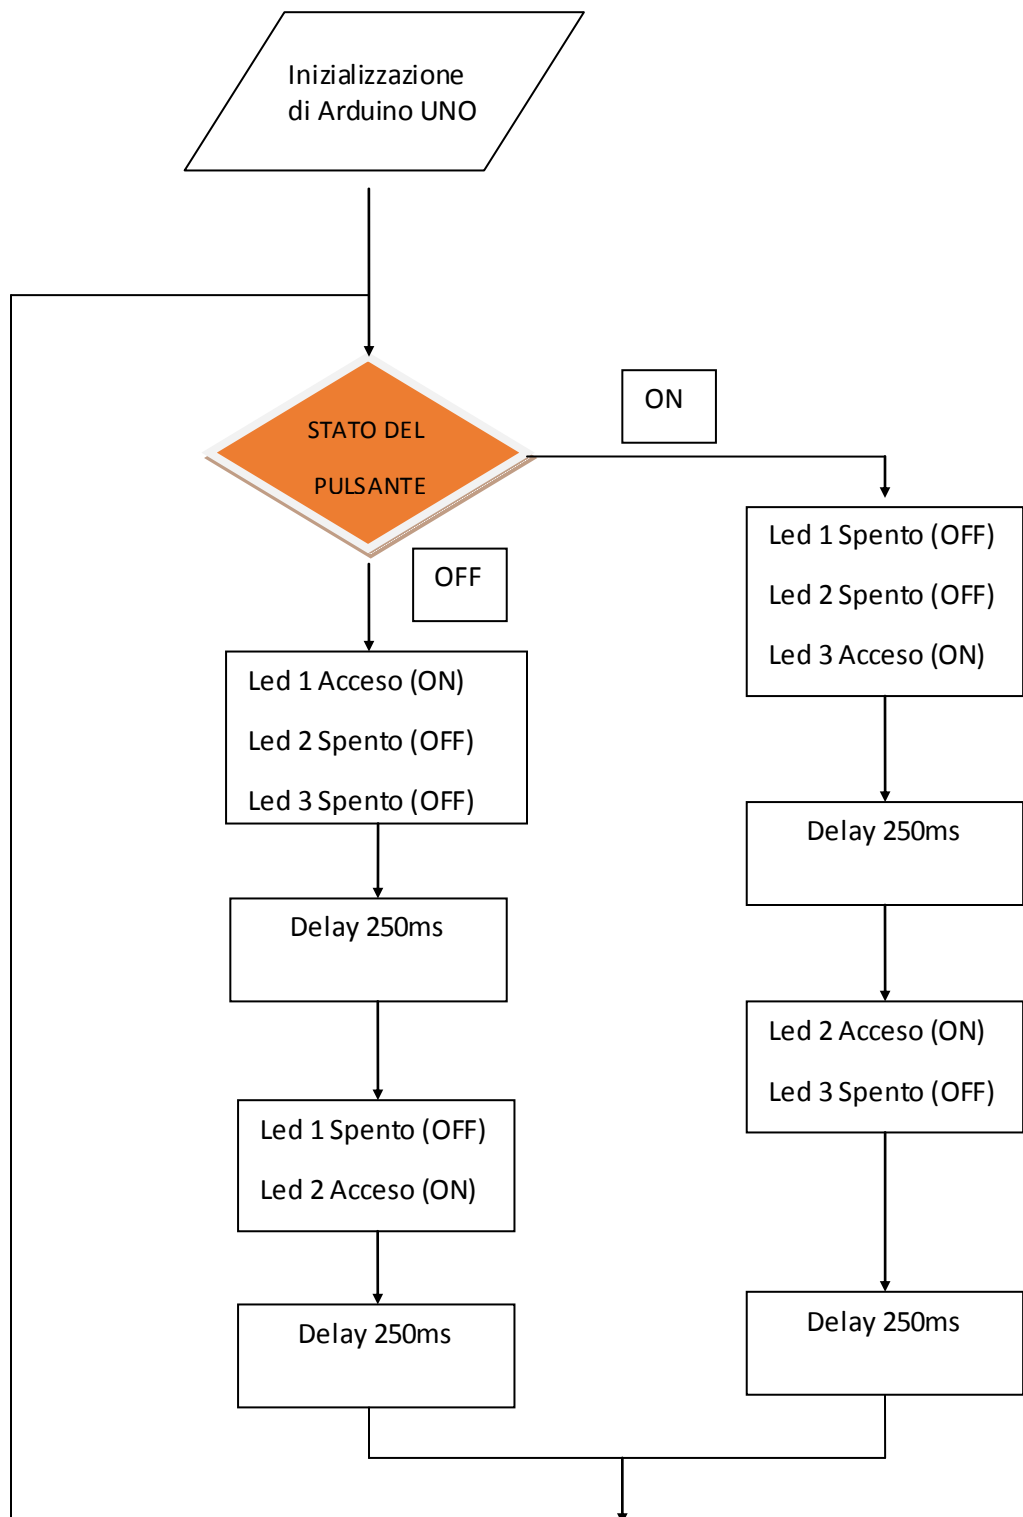 Inizializzazione
di Arduino UNO
STATO DEL
PULSANTE
ON
OFF
Led 1 Acceso (ON)
Led 2 Spento (OFF)
Led 3 Spento (OFF)
Delay 250ms
Led 1 Spento (OFF)
Led 2 Acceso (ON)
Delay 250ms
Led 1 Spento (OFF)
Led 2 Spento (OFF)
Led 3 Acceso (ON)
Delay 250ms
Led 2 Acceso (ON)
Led 3 Spento (OFF)
Delay 250ms